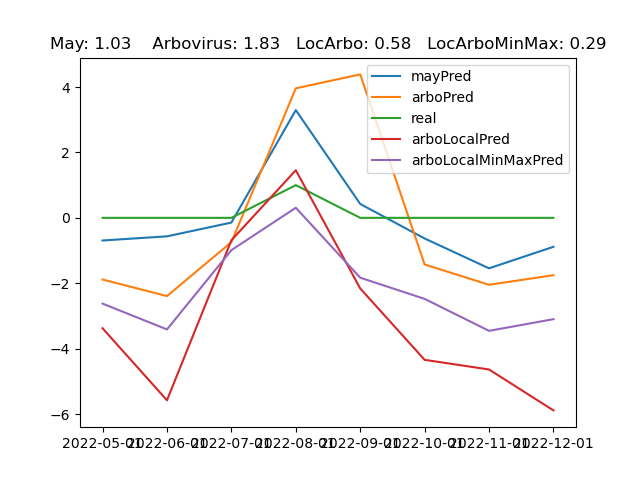 May: 1.03    Arbovirus: 1.83   LocArbo: 0.58   LocArboMinMax: 0.29
mayPred
arboPred
real
arboLocalPred
arboLocalMinMaxPred
4
2
0
−2
−4
−6
2022-05-01 2022-06-01 2022-07-01 2022-08-01 2022-09-01 2022-10-01 2022-11-01 2022-12-01